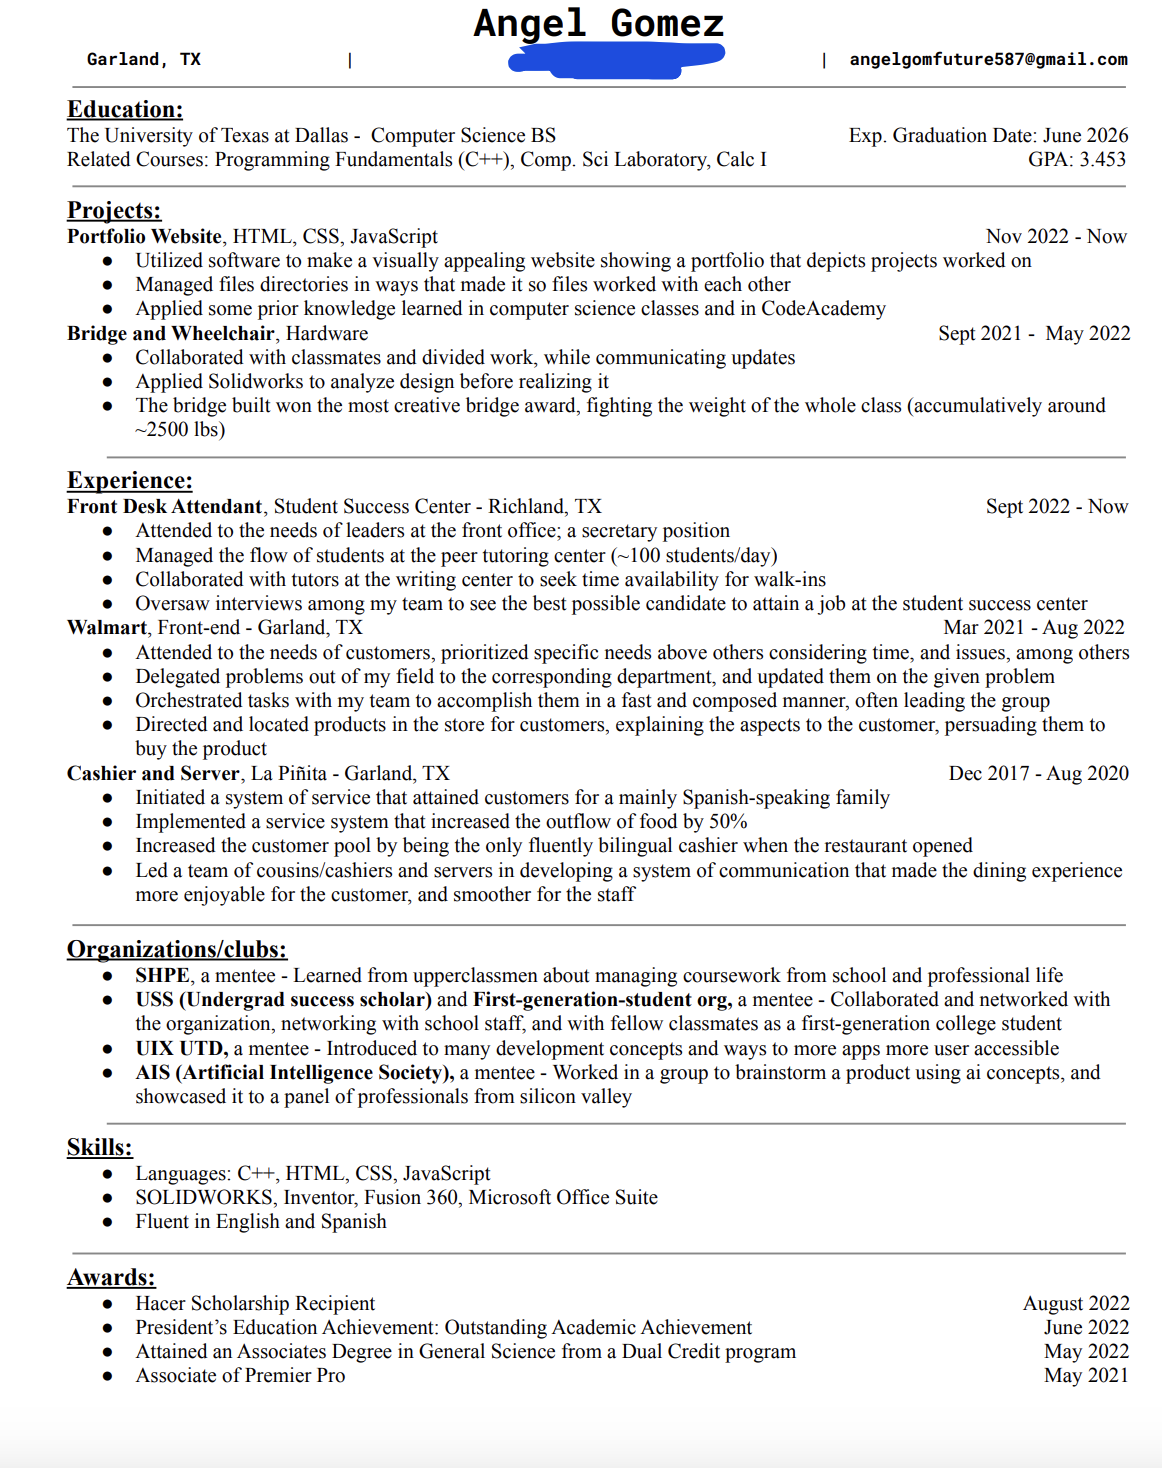 Angel Gomez
Garland, TX | | angelgomfuture587@gmail.com
Education:
The University of Texas at Dallas - Computer Science BS Exp. Graduation Date: June 2026
Related Courses: Programming Fundamentals (C++), Comp. Sci Laboratory, Calc I GPA: 3.453
Projects:
Portfolio Website, HTML, CSS, JavaScript Nov 2022 - Now
● Utilized software to make a visually appealing website showing a portfolio that depicts projects worked on
● Managed files directories in ways that made it so files worked with each other
● Applied some prior knowledge learned in computer science classes and in CodeAcademy
Bridge and Wheelchair, Hardware Sept 2021 - May 2022
● Collaborated with classmates and divided work, while communicating updates
● Applied Solidworks to analyze design before realizing it
● The bridge built won the most creative bridge award, fighting the weight of the whole class (accumulatively around
~2500 lbs)
Experience:
Front Desk Attendant, Student Success Center - Richland, TX Sept 2022 - Now
● Attended to the needs of leaders at the front office; a secretary position
● Managed the flow of students at the peer tutoring center (~100 students/day)
● Collaborated with tutors at the writing center to seek time availability for walk-ins
● Oversaw interviews among my team to see the best possible candidate to attain a job at the student success center
Walmart, Front-end - Garland, TX Mar 2021 - Aug 2022
● Attended to the needs of customers, prioritized specific needs above others considering time, and issues, among others
● Delegated problems out of my field to the corresponding department, and updated them on the given problem
● Orchestrated tasks with my team to accomplish them in a fast and composed manner, often leading the group
● Directed and located products in the store for customers, explaining the aspects to the customer, persuading them to
buy the product
Cashier and Server, La Piñita - Garland, TX Dec 2017 - Aug 2020
● Initiated a system of service that attained customers for a mainly Spanish-speaking family
● Implemented a service system that increased the outflow of food by 50%
● Increased the customer pool by being the only fluently bilingual cashier when the restaurant opened
● Led a team of cousins/cashiers and servers in developing a system of communication that made the dining experience
more enjoyable for the customer, and smoother for the staff
Organizations/clubs:
● SHPE, a mentee - Learned from upperclassmen about managing coursework from school and professional life
● USS (Undergrad success scholar) and First-generation-student org, a mentee - Collaborated and networked with
the organization, networking with school staff, and with fellow classmates as a first-generation college student
● UIX UTD, a mentee - Introduced to many development concepts and ways to more apps more user accessible
● AIS (Artificial Intelligence Society), a mentee - Worked in a group to brainstorm a product using ai concepts, and
showcased it to a panel of professionals from silicon valley
Skills:
● Languages: C++, HTML, CSS, JavaScript
● SOLIDWORKS, Inventor, Fusion 360, Microsoft Office Suite
● Fluent in English and Spanish
Awards:
● Hacer Scholarship Recipient August 2022
● President’s Education Achievement: Outstanding Academic Achievement June 2022
● Attained an Associates Degree in General Science from a Dual Credit program May 2022
● Associate of Premier Pro May 2021